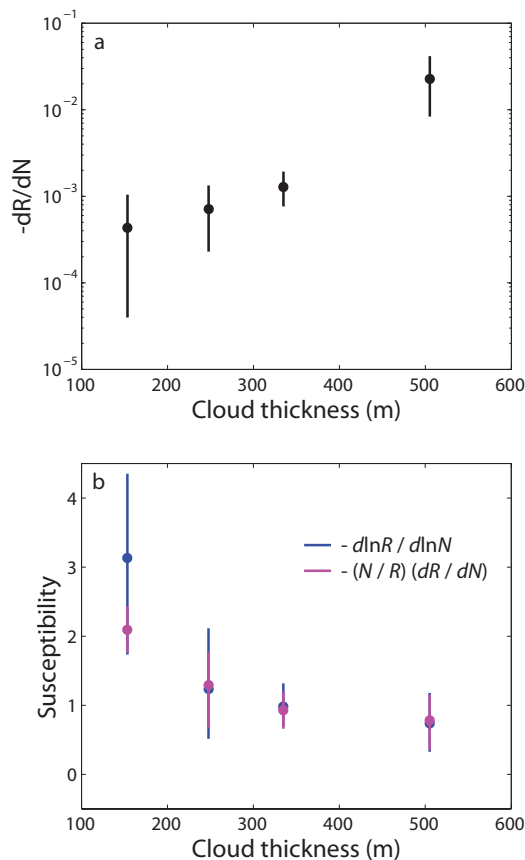 a
10⁻¹
10⁻²
10⁻³
10⁻⁴
10⁻⁵
-dR/dN
100 200 300 400 500 600
Cloud thickness (m)
b
4
3
2
1
0
Susceptibility
- dlnR / dlnN
- (N / R) (dR / dN)
100 200 300 400 500 600
Cloud thickness (m)